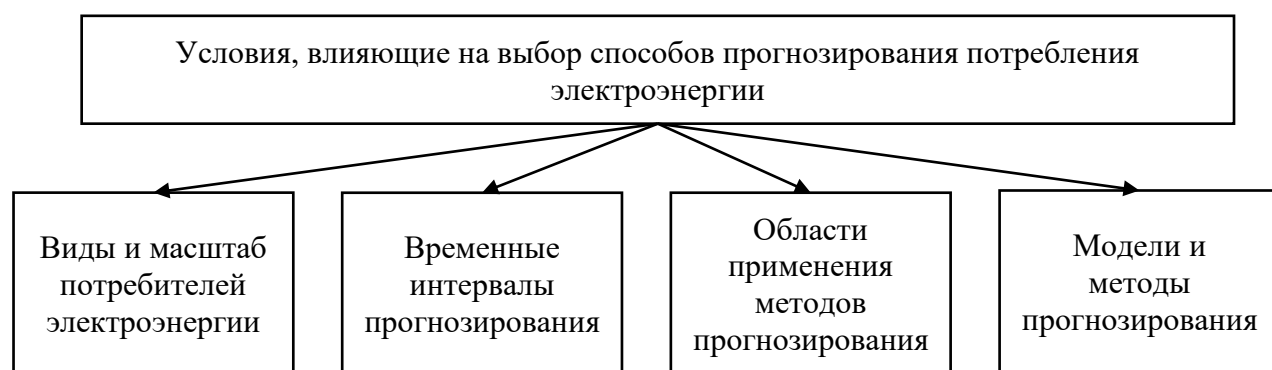 Условия, влияющие на выбор способов прогнозирования потребления
электроэнергии
Виды и масштаб
потребителей
электроэнергии
Временные
интервалы
прогнозирования
Области
применения
методов
прогнозирования
Модели и
методы
прогнозирования